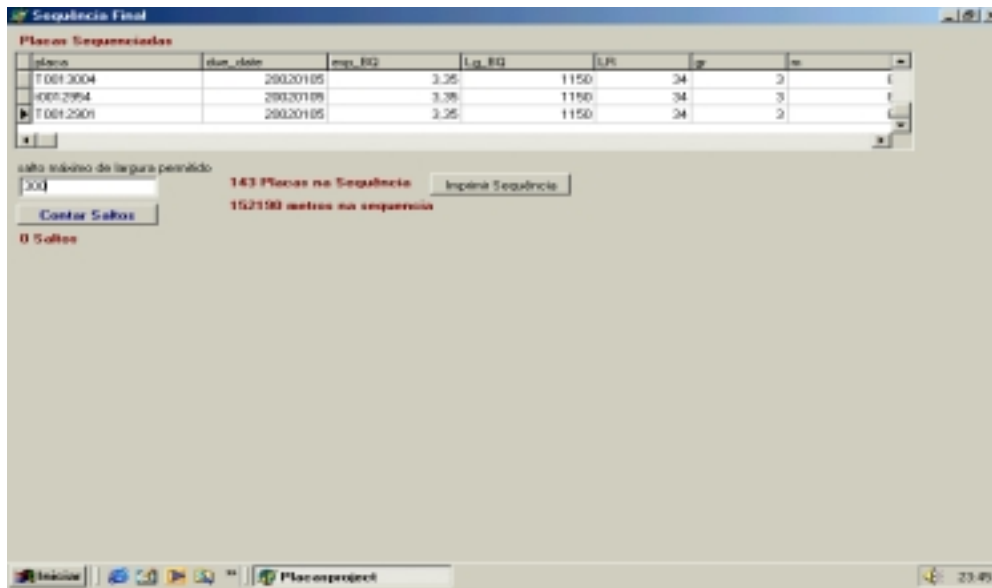 Sequência Final
Placas Sequenciadas
placa due_date esp_BQ Lg_BQ LR gr
T0013004 20020105 3.35 1150 34 3
20020105 3.35 1150 34 3
T0012901 20020105 3.35 1150 34 3
salto máximo de largura permitido
300
143 Placas na Sequência Imprimir Sequência
Contar Saltos
152190 metros na sequencia
0 Saltos
Iniciar Placasproject 23:49